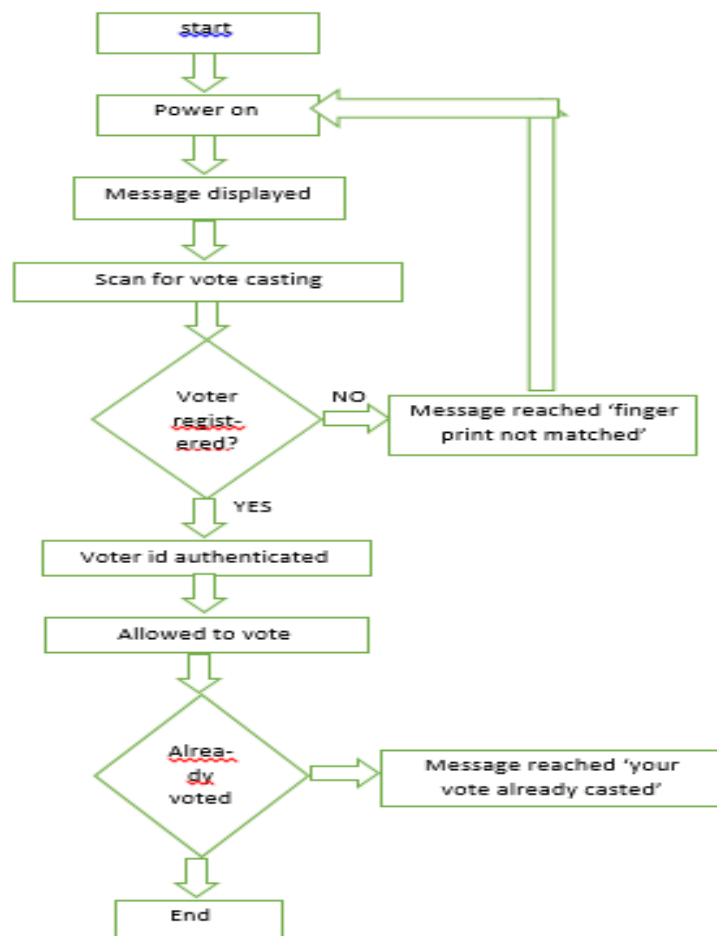 start
Power on
Message displayed
Scan for vote casting
Voter
regist-
ered?
NO
Message reached ‘finger
print not matched’
YES
Voter id authenticated
Allowed to vote
Alrea-
dy
voted
Message reached ‘your
vote already casted’
End